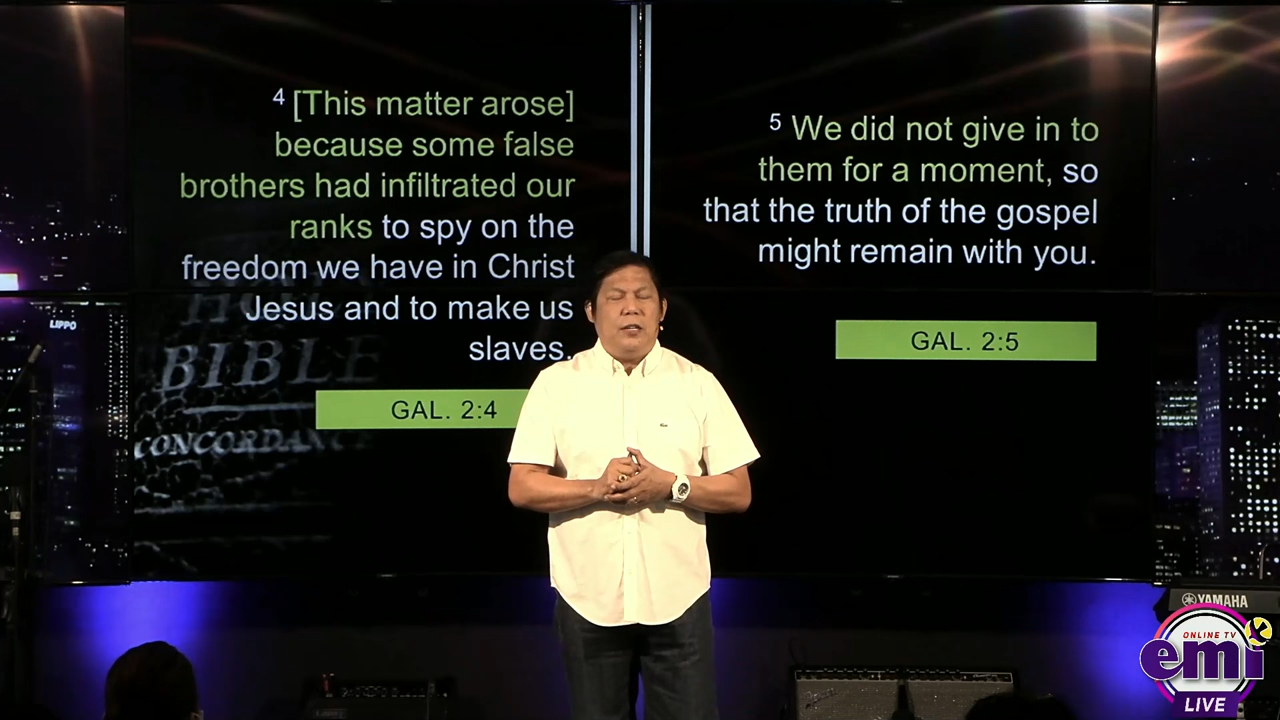 4 [This matter arose]
because some false
brothers had infiltrated our
ranks to spy on the
freedom we have in Christ
Jesus and to make us
slaves.
GAL. 2:4
5 We did not give in to
them for a moment, so
that the truth of the gospel
might remain with you.
GAL. 2:5
BIBLE
CONCORDANC
LIPPO
YAMAHA
ONLINE TV
emi
LIVE